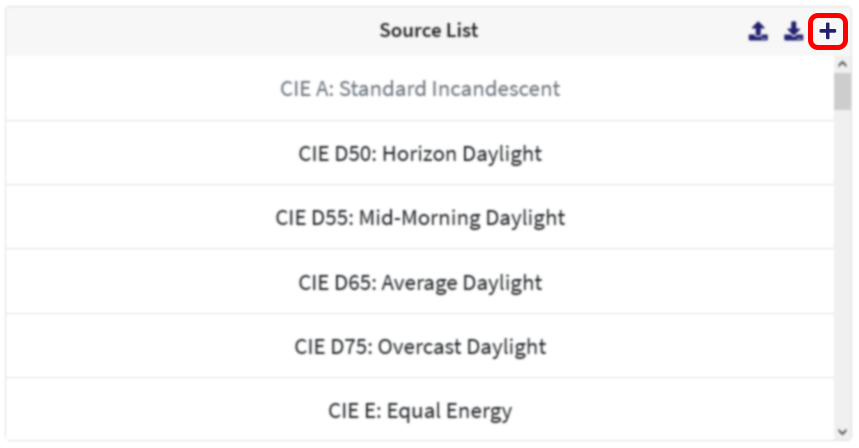 Source List
CIE A: Standard Incandescent
CIE D50: Horizon Daylight
CIE D55: Mid-Morning Daylight
CIE D65: Average Daylight
CIE D75: Overcast Daylight
CIE E: Equal Energy